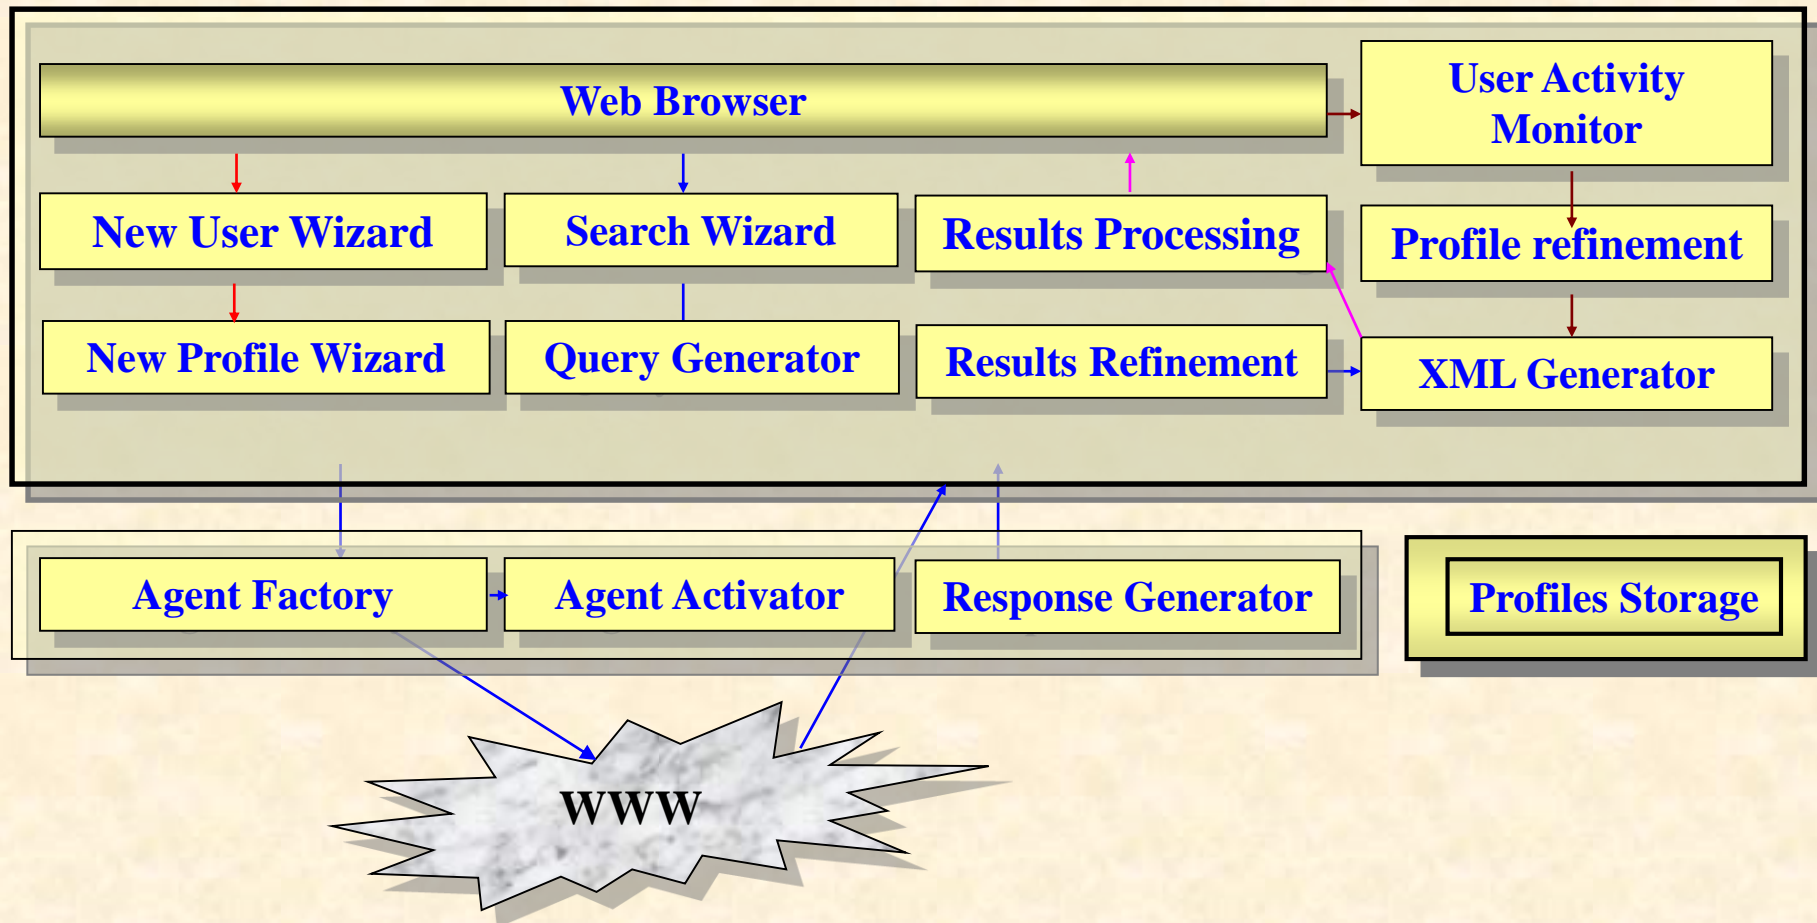 Web Browser
User Activity
Monitor
New User Wizard
Search Wizard
Results Processing
Profile refinement
New Profile Wizard
Query Generator
Results Refinement
XML Generator
Agent Factory
Agent Activator
Response Generator
Profiles Storage
WWW